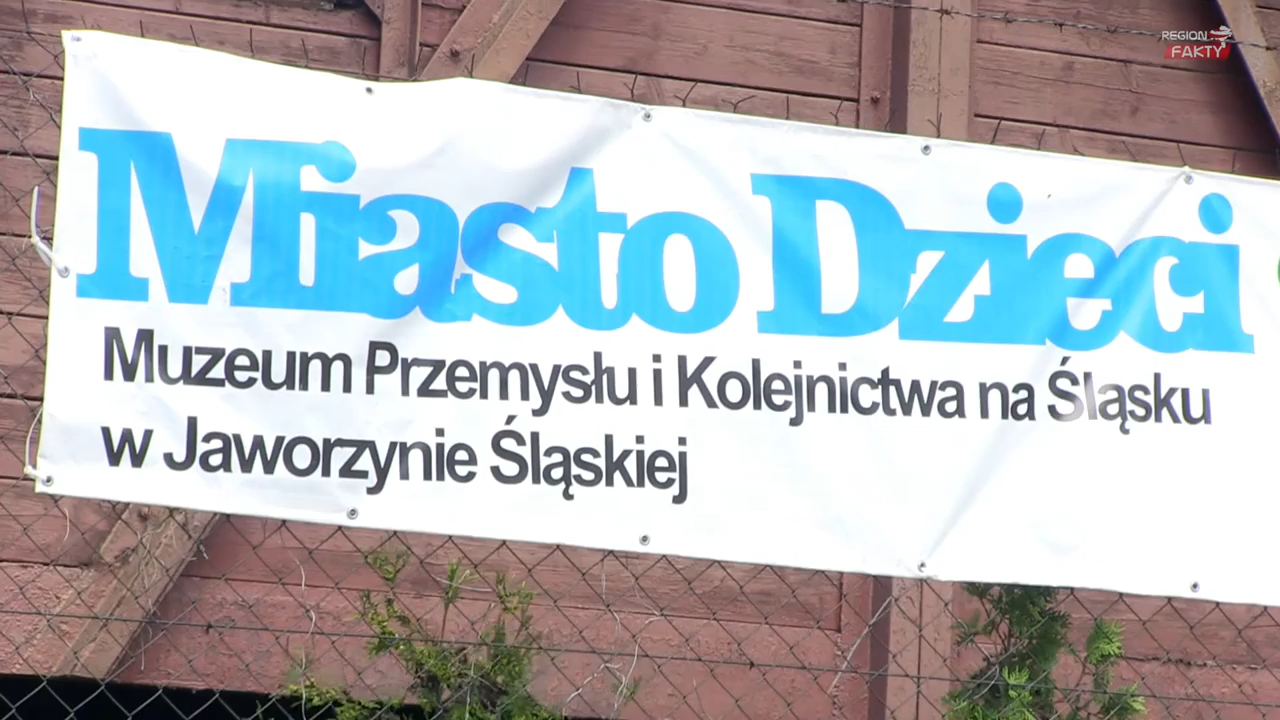 REGION
FAKTY
Miasto Dzieci
Muzeum Przemysłu i Kolejnictwa na Śląsku
w Jaworzynie Śląskiej